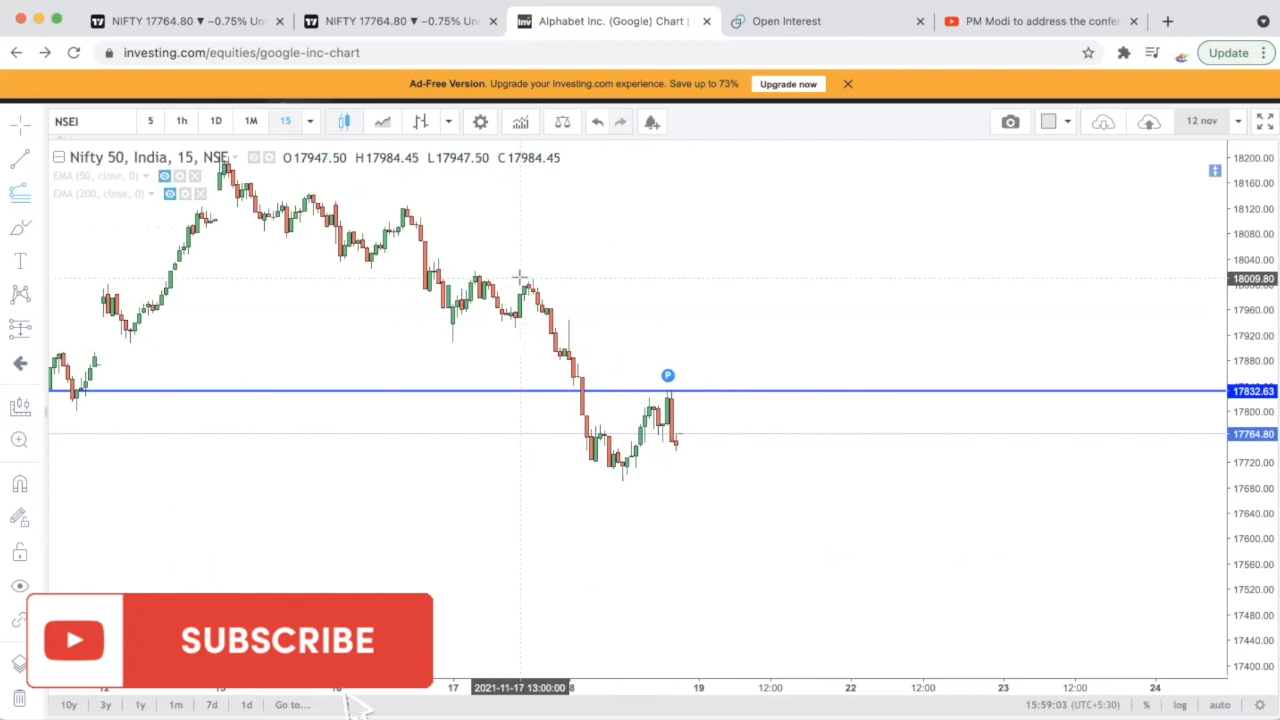 NIFTY 17764.80 ▼ −0.75% Un
NIFTY 17764.80 ▼ −0.75% Un
Alphabet Inc. (Google) Chart |
Open Interest
PM Modi to address the confer
investing.com/equities/google-inc-chart
Update
Ad-Free Version. Upgrade your Investing.com experience. Save up to 73%
Upgrade now
NSEI
5
1h
1D
1M
15
12 nov
Nifty 50, India, 15, NSE
O17947.50 H17984.45 L17947.50 C17984.45
EMA (50, close, 0)
EMA (200, close, 0)
18200.00
18160.00
18120.00
18080.00
18040.00
18009.80
17960.00
17920.00
17880.00
P
17832.63
17800.00
17764.80
17720.00
17680.00
17640.00
17600.00
17560.00
17520.00
17480.00
17440.00
17400.00
SUBSCRIBE
17
2021-11-17 13:00:00
8
19
12:00
22
12:00
23
12:00
24
10y
3y
1y
1m
7d
1d
Go to...
15:59:03 (UTC+5:30)
%
log
auto